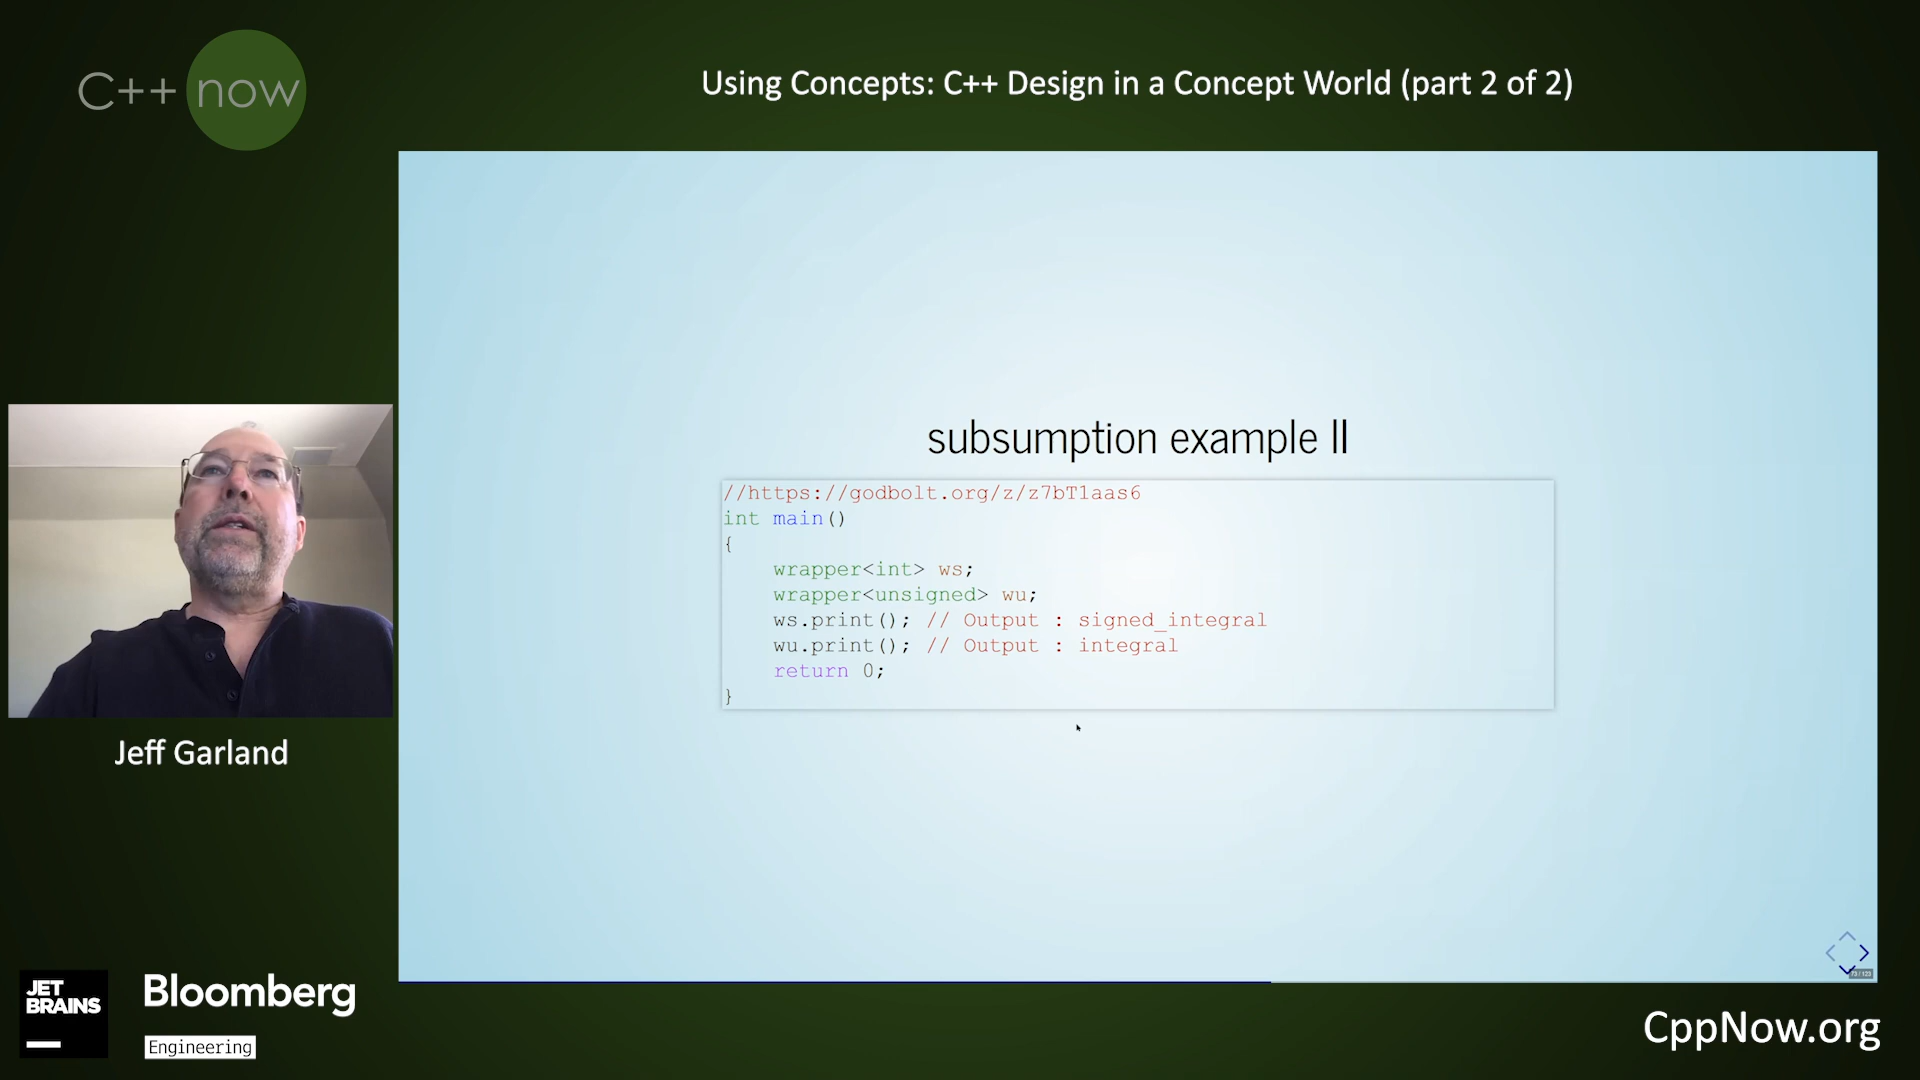 C++ now
Using Concepts: C++ Design in a Concept World (part 2 of 2)
subsumption example II
//https://godbolt.org/z/z7bT1aas6
int main()
{
    wrapper<int> ws;
    wrapper<unsigned> wu;
    ws.print(); // Output : signed_integral
    wu.print(); // Output : integral
    return 0;
}
Jeff Garland
JET
BRAINS
Bloomberg
Engineering
73 / 123
CppNow.org